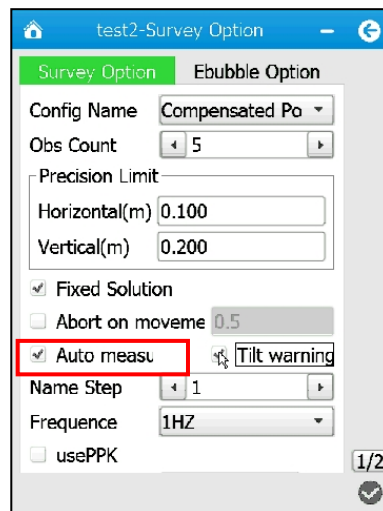 test2-Survey Option
Survey Option Ebubble Option
Config Name Compensated Po
Obs Count 5
Precision Limit
Horizontal(m) 0.100
Vertical(m) 0.200
Fixed Solution
Abort on moveme 0.5
Auto measu Tilt warning
Name Step 1
Frequence 1HZ
usePPK
1/2